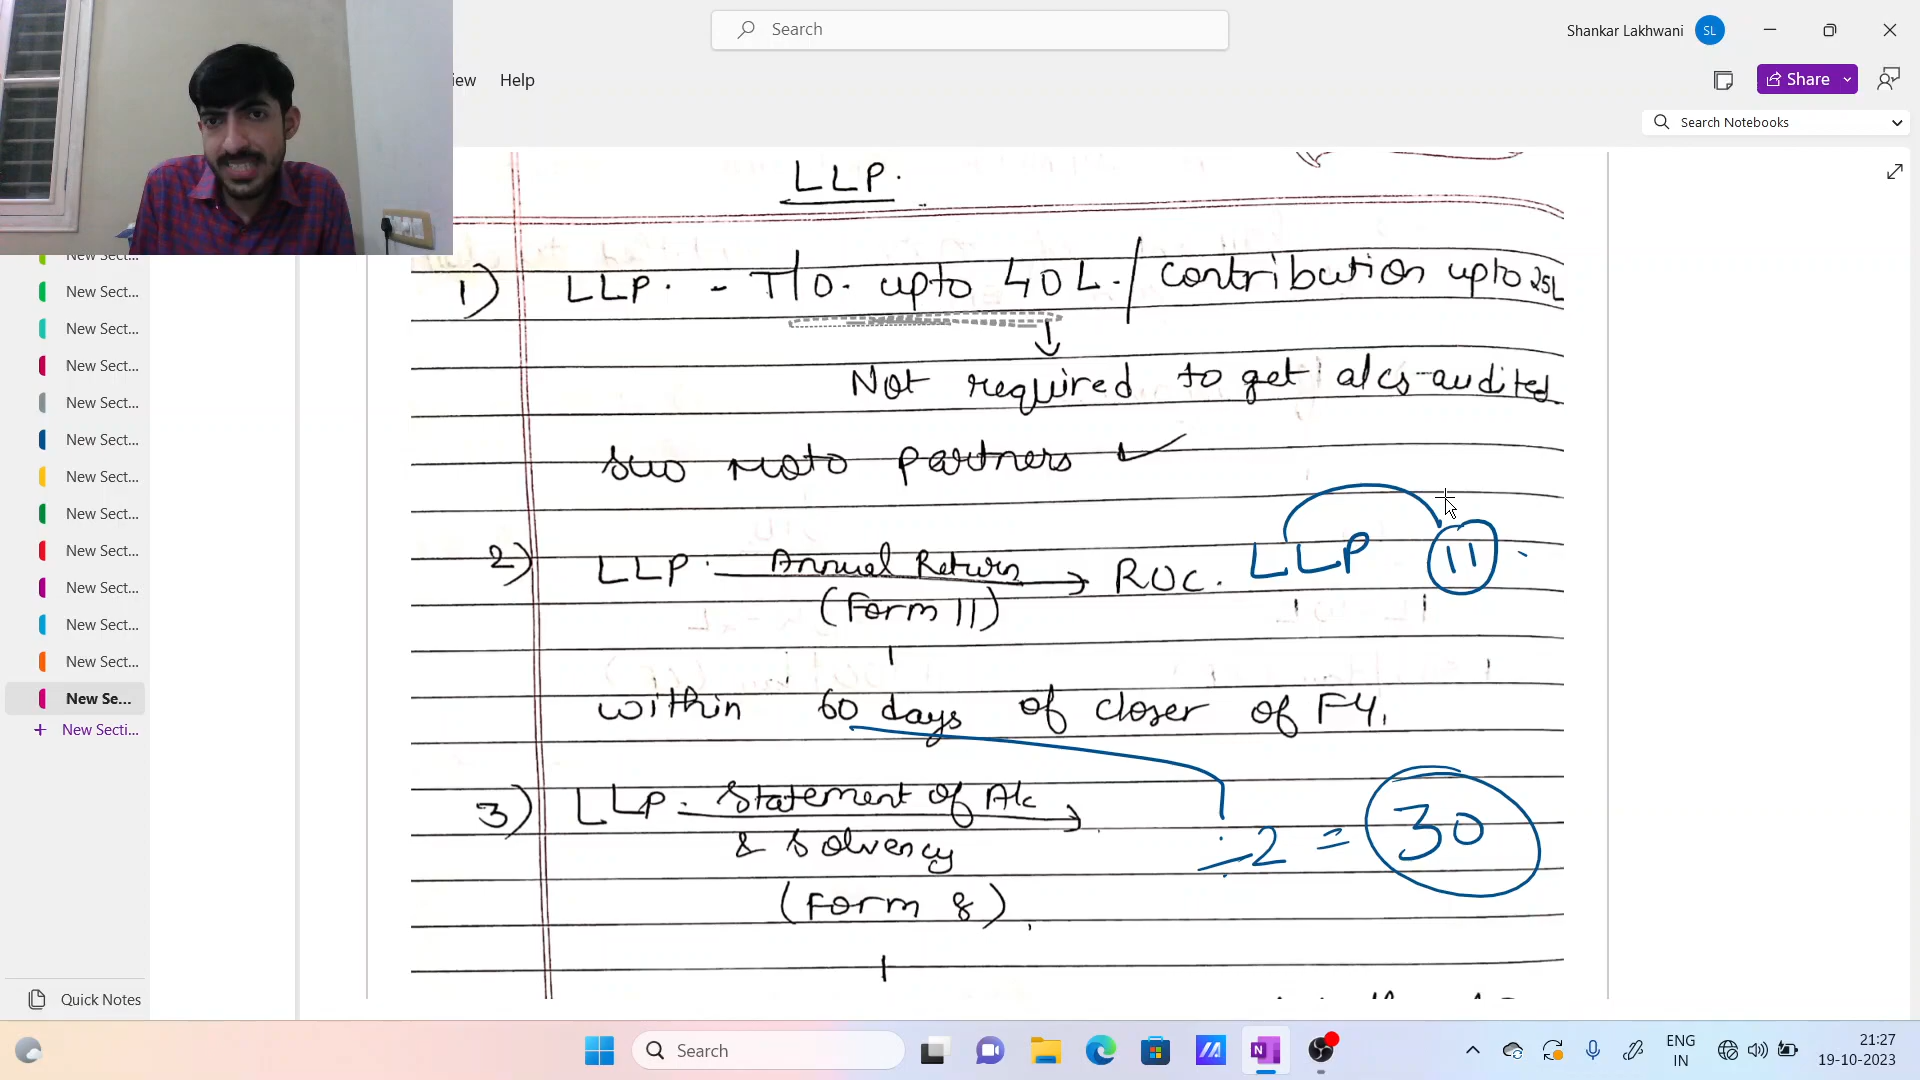 Search
Shankar Lakhwani
SL
iew
Help
Share
Search Notebooks
LLP.
1) LLP. - T/O. upto 40L. / contribution upto 25L
Not required to get a/cs audited.
suo moto partners ✓
2) LLP. Annual Return ROC. LLP 11
(Form 11)
within 60 days of closer of FY.
3) LLP. Statement of A/c
& solvency
÷2 = 30
(Form 8).
New Sect...
New Sect...
New Sect...
New Sect...
New Sect...
New Sect...
New Sect...
New Sect...
New Sect...
New Sect...
New Sect...
New Sect...
New Se...
+ New Secti...
Quick Notes
Search
ENG
IN
21:27
19-10-2023